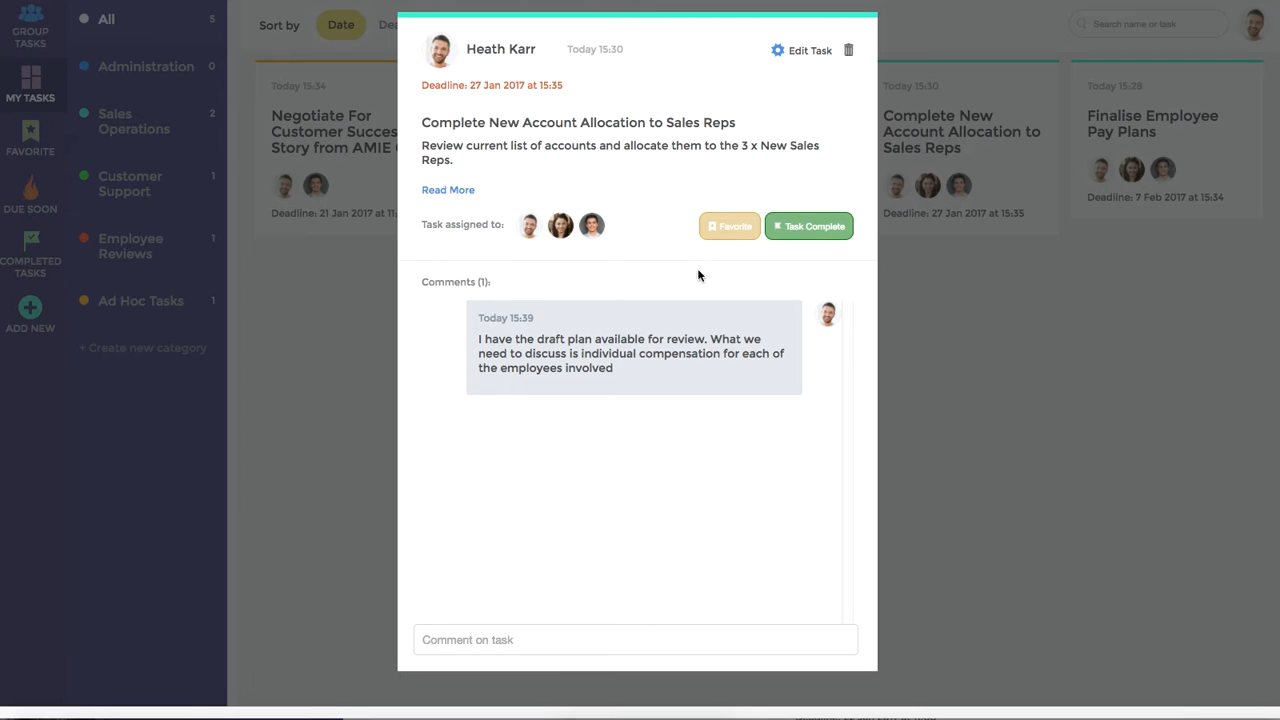 GROUP
TASKS
MY TASKS
FAVORITE
DUE SOON
COMPLETED
TASKS
ADD NEW
All 5
Administration 0
Sales
Operations 2
Customer
Support 1
Employee
Reviews 1
Ad Hoc Tasks 1
+ Create new category
Sort by Date
Search name or task
Today 15:34
Negotiate For
Customer Succes
Story from AMIE
Deadline: 21 Jan 2017 at 11
Heath Karr Today 15:30 Edit Task
Deadline: 27 Jan 2017 at 15:35
Complete New Account Allocation to Sales Reps
Review current list of accounts and allocate them to the 3 x New Sales
Reps.
Read More
Task assigned to: Favorite Task Complete
Comments (1):
Today 15:39
I have the draft plan available for review. What we
need to discuss is individual compensation for each of
the employees involved
Comment on task
Today 15:30
Complete New
Account Allocation to
Sales Reps
Deadline: 27 Jan 2017 at 15:35
Today 15:28
Finalise Employee
Pay Plans
Deadline: 7 Feb 2017 at 15:34